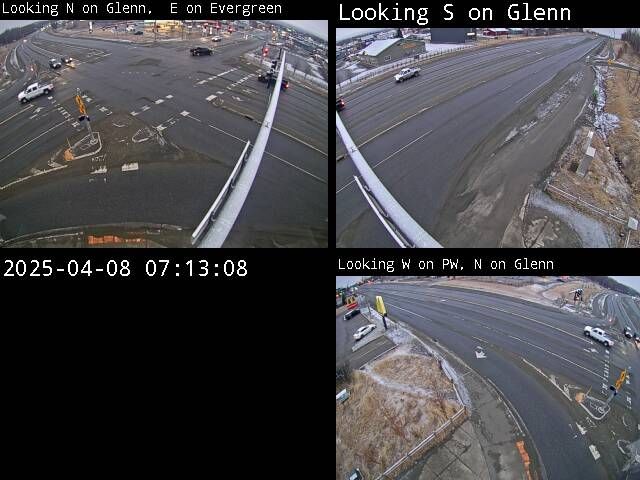 Looking N on Glenn, E on Evergreen
Looking S on Glenn
2025-04-08 07:13:08
Looking W on PW, N on Glenn